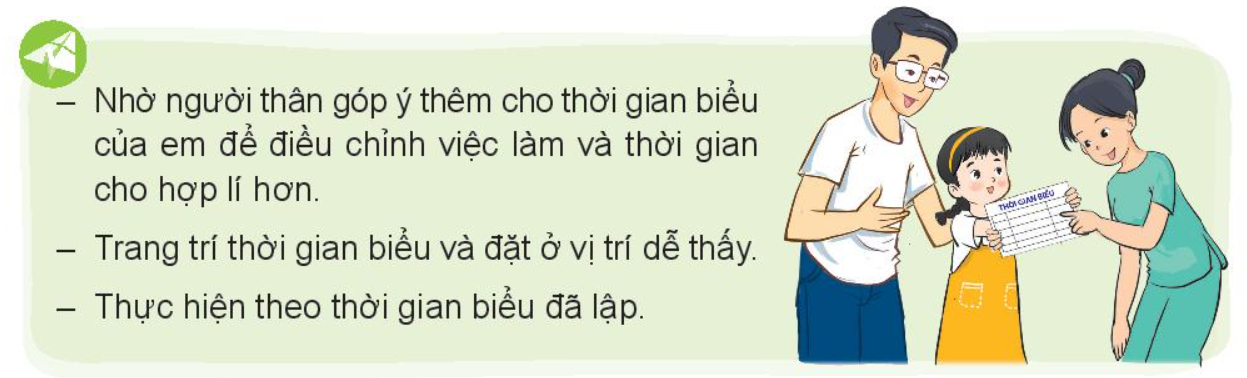 – Nhờ người thân góp ý thêm cho thời gian biểu
của em để điều chỉnh việc làm và thời gian
cho hợp lí hơn.
– Trang trí thời gian biểu và đặt ở vị trí dễ thấy.
– Thực hiện theo thời gian biểu đã lập.
THỜI GIAN BIỂU